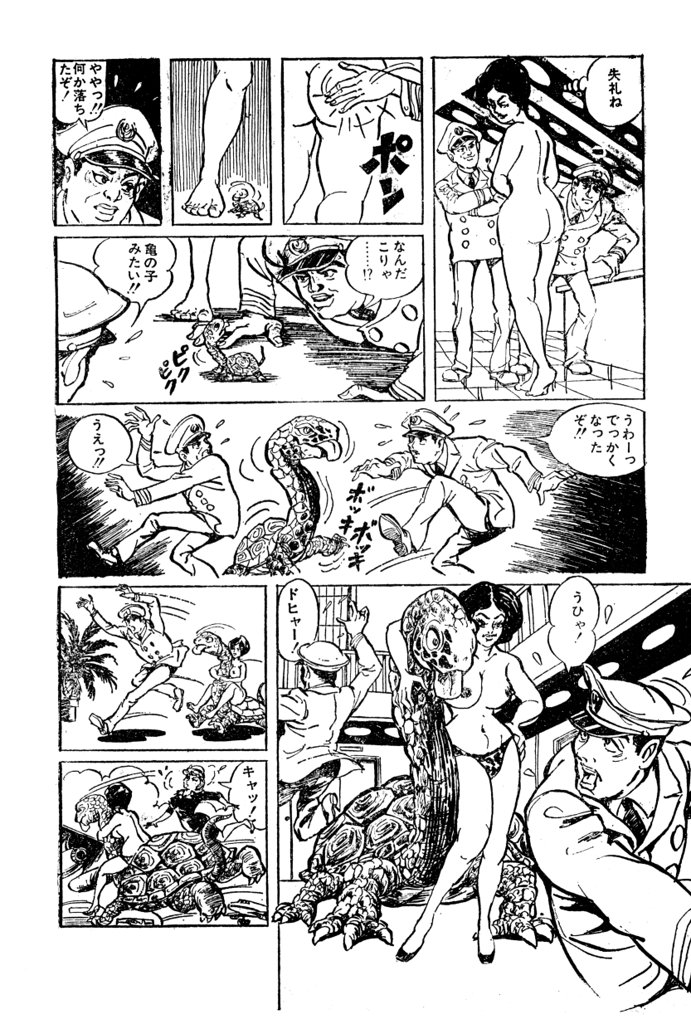 失礼ね
ポン
ややっ!!
何か落ち
たぞ!
なんだ
こりゃ
……!?
亀の子
みたい!!
ピク
ピク
うわーっ
でっかく
なった
ぞ!!
うえっ!!
ボッキ
ボッキ
ドヒャー!
うひゃ!
キャッ!